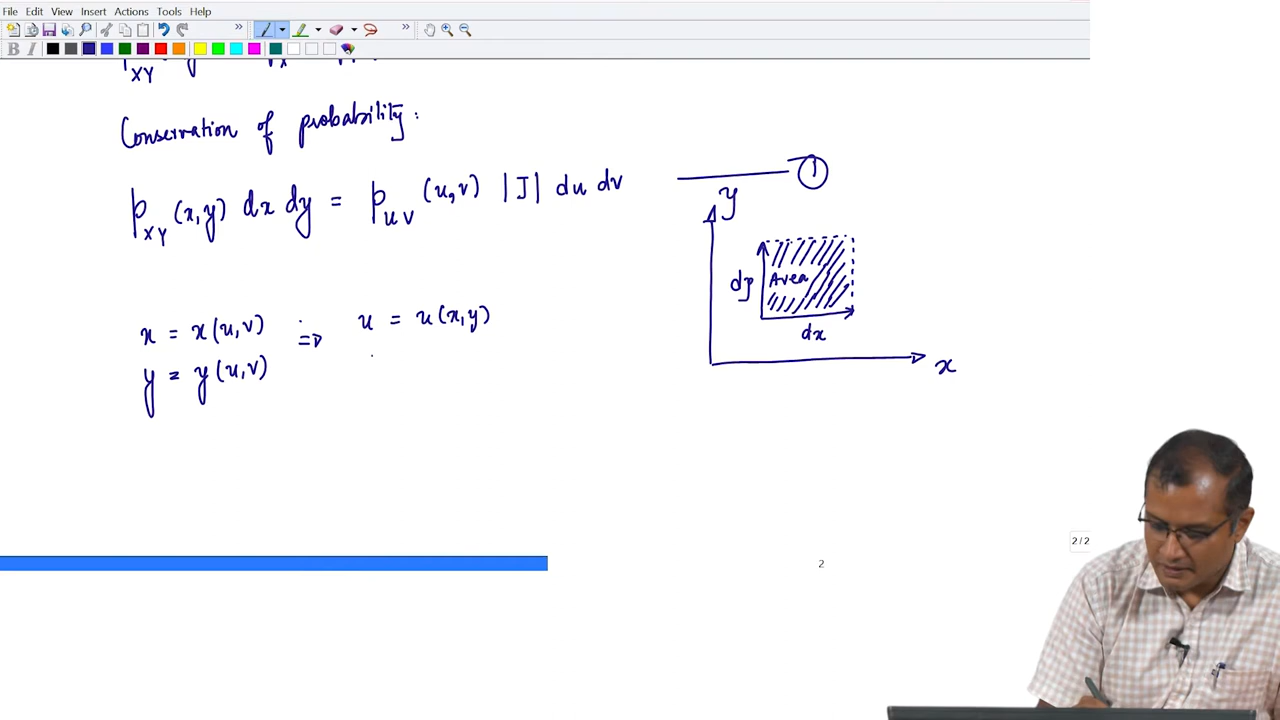 File Edit View Insert Actions Tools Help
XY
Conservation of probability:
p_XY (x,y) dx dy = p_UV (u,v) |J| du dv ①
x = x(u,v) ⇒ u = u(x,y)
y = y(u,v)
y
dy Area
dx
x
2 / 2
2